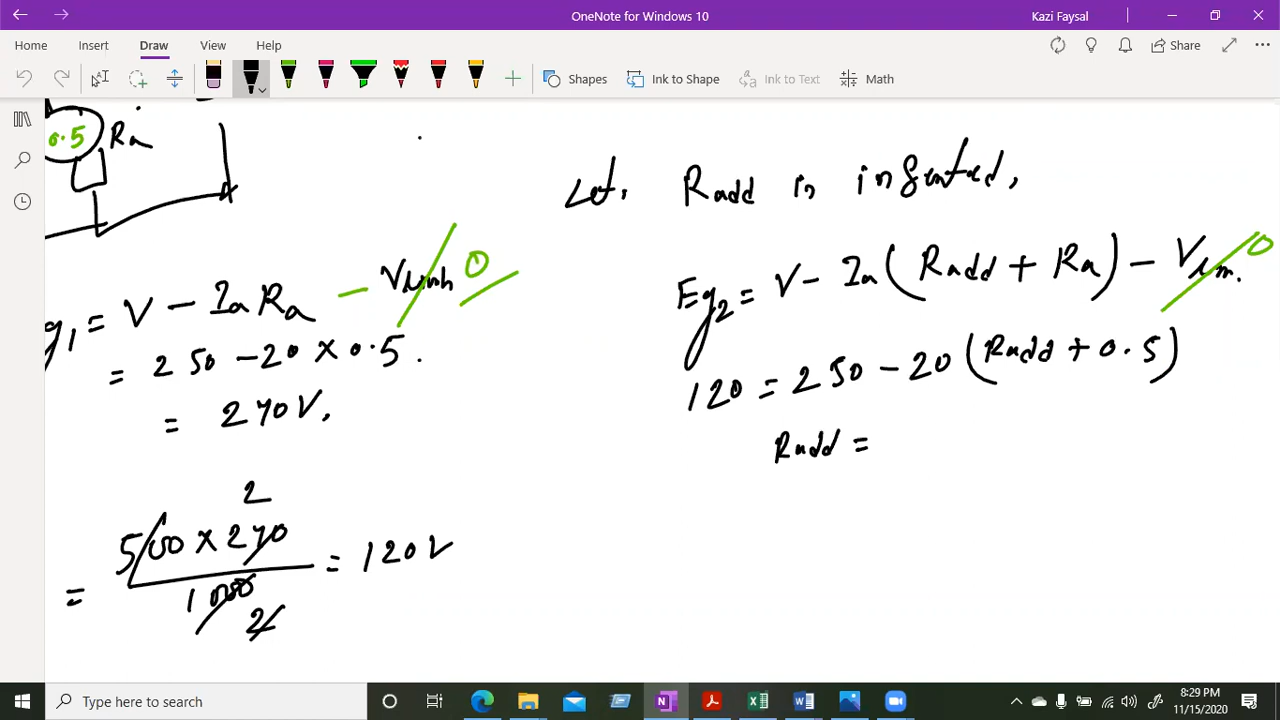 OneNote for Windows 10
Kazi Faysal
Home Insert Draw View Help
Share
Shapes Ink to Shape Ink to Text Math
0.5 Ra
Let, Radd is inserted,
Eg1 = V - Ia Ra - Vbrush 0
= 250 - 20 × 0.5
= 240V.
= 500 × 240 / 1000 = 120V
2
2
Eg2 = V - Ia (Radd + Ra) - V 0
120 = 250 - 20 (Radd + 0.5)
Radd =
Type here to search
8:29 PM
11/15/2020